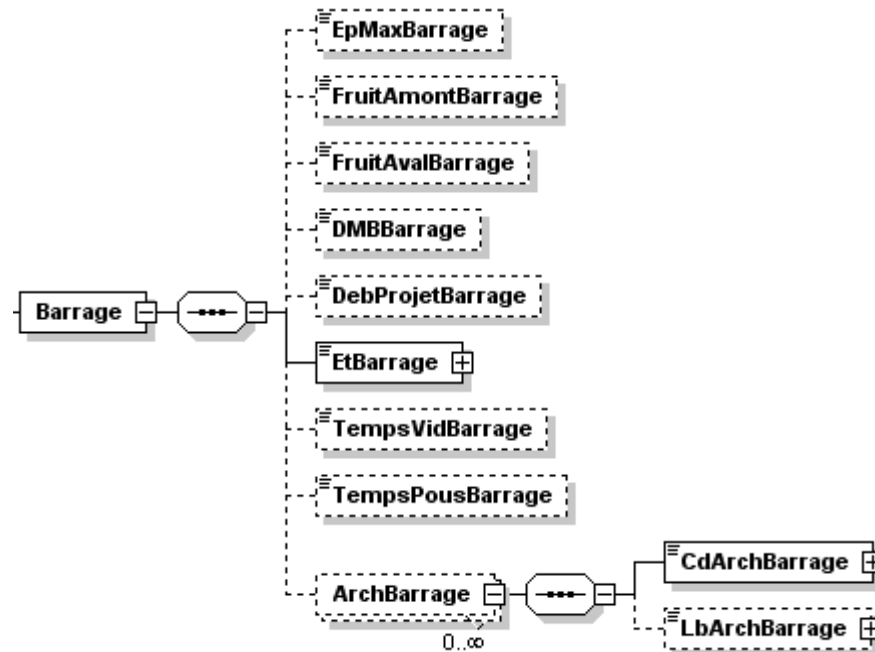 EpMaxBarrage
FruitAmontBarrage
FruitAvalBarrage
DMBBarrage
DebProjetBarrage
Barrage
EtBarrage
TempsVidBarrage
TempsPousBarrage
ArchBarrage
0..∞
CdArchBarrage
LbArchBarrage